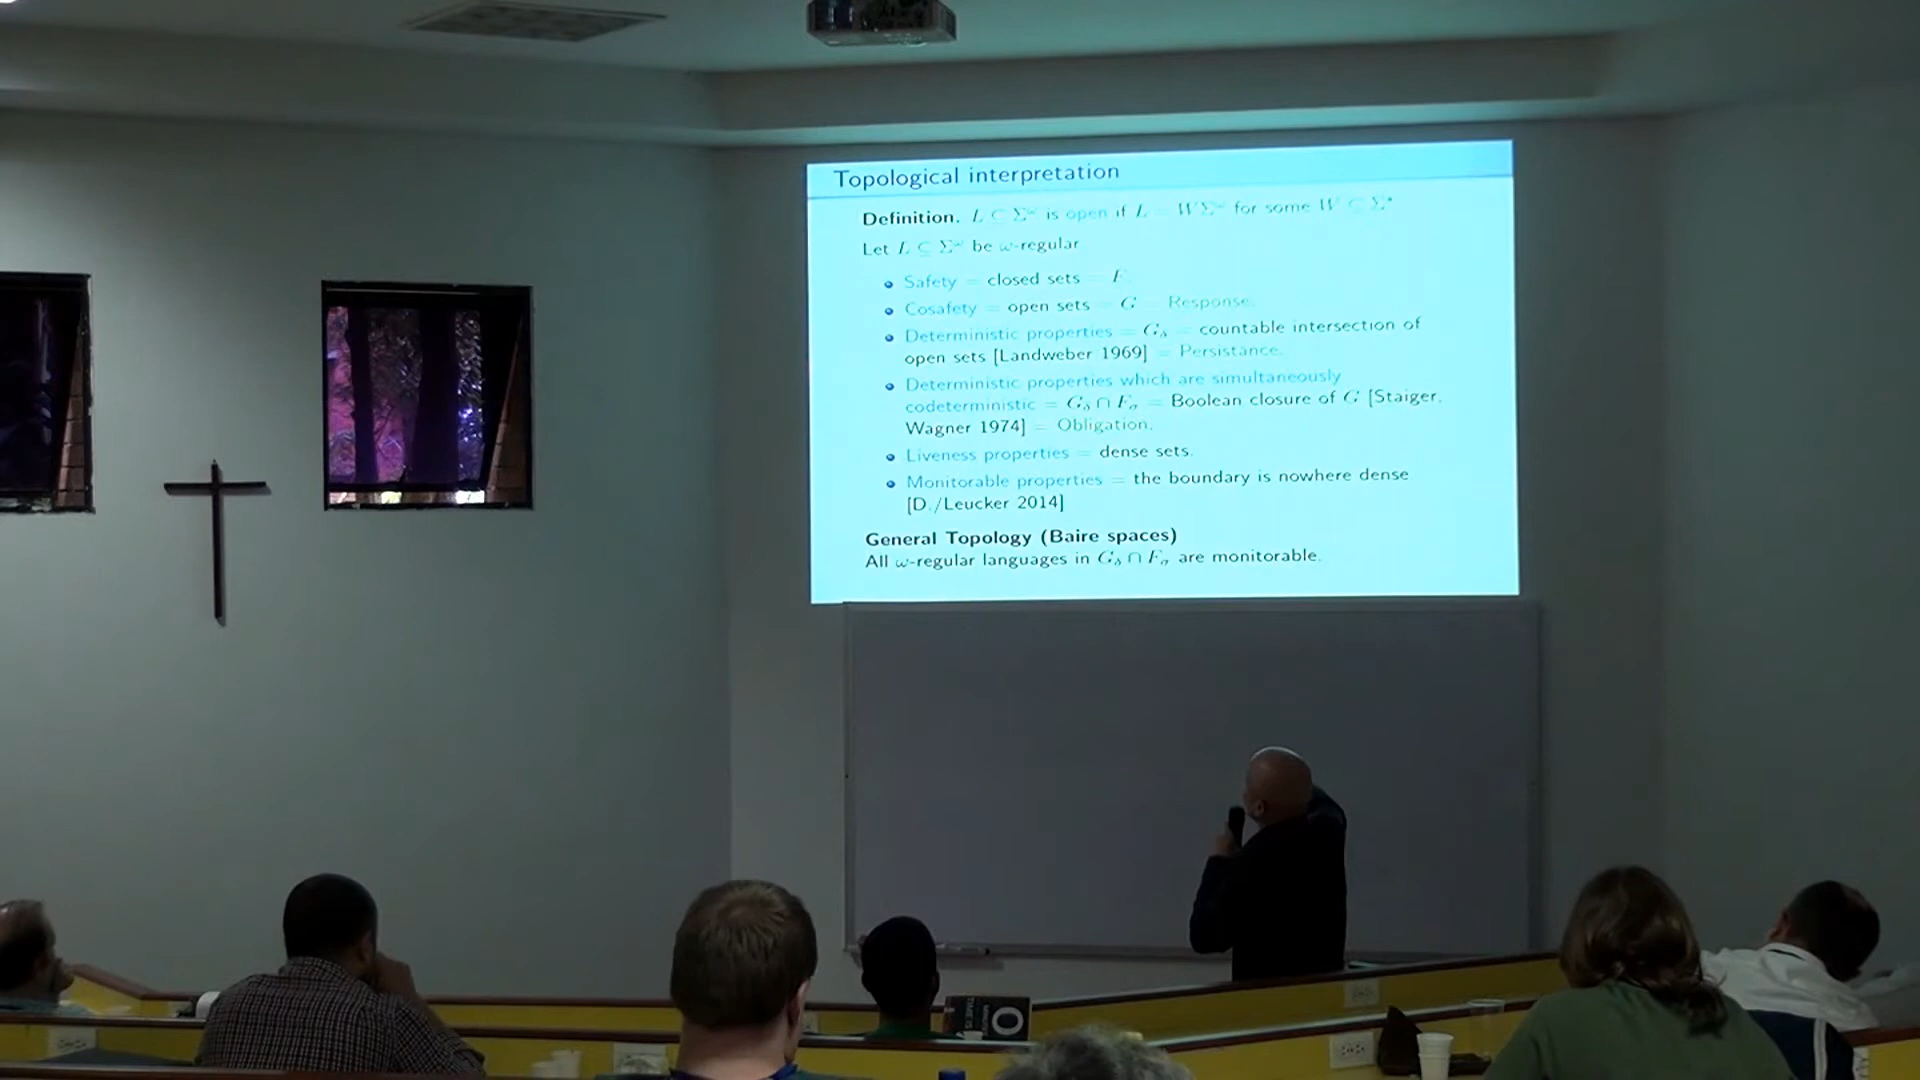 Topological interpretation
Definition. L ⊆ Σ^ω is open if L = WΣ^ω for some W ⊆ Σ*
Let L ⊆ Σ^ω be ω-regular
Safety = closed sets = F.
Cosafety = open sets = G = Response.
Deterministic properties = G_δ = countable intersection of
open sets [Landweber 1969] = Persistance.
Deterministic properties which are simultaneously
codeterministic = G_δ ∩ F_σ = Boolean closure of G [Staiger,
Wagner 1974] = Obligation.
Liveness properties = dense sets.
Monitorable properties = the boundary is nowhere dense
[D./Leucker 2014]
General Topology (Baire spaces)
All ω-regular languages in G_δ ∩ F_σ are monitorable.